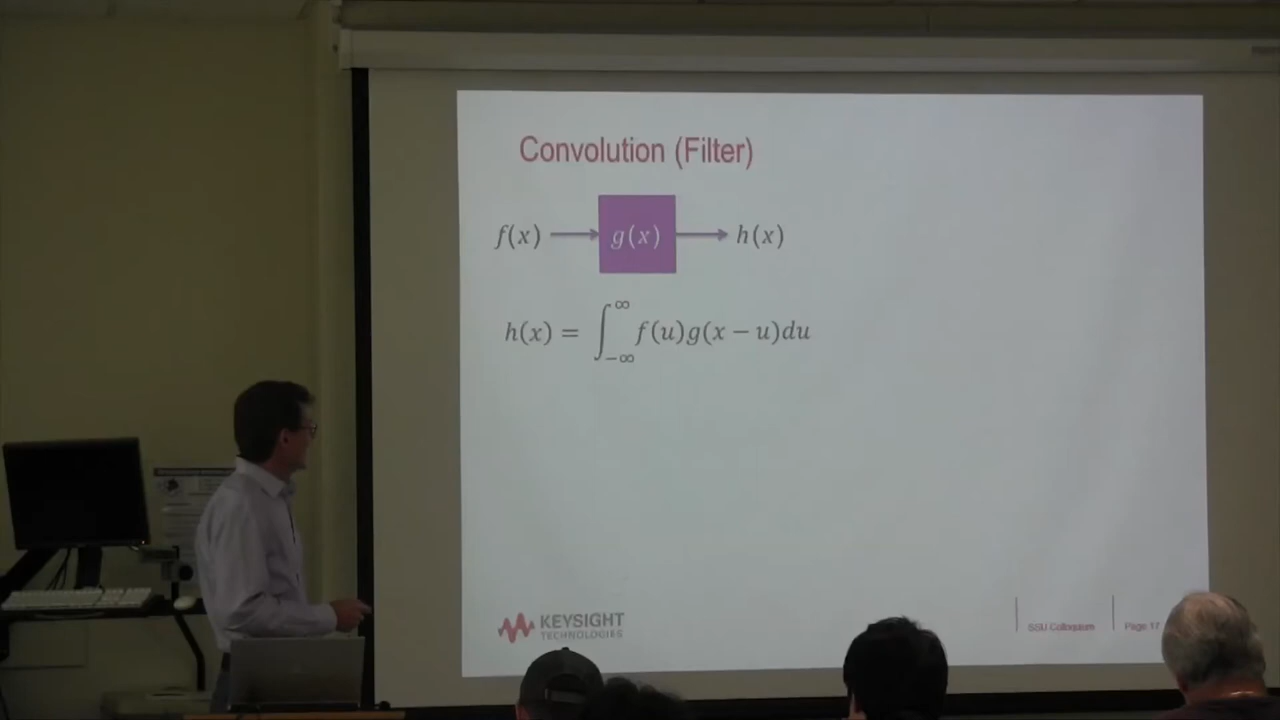 Convolution (Filter)
f(x) → g(x) → h(x)
h(x) = ∫_{-∞}^{∞} f(u)g(x − u)du
KEYSIGHT
TECHNOLOGIES
SSU Colloquium
Page 17